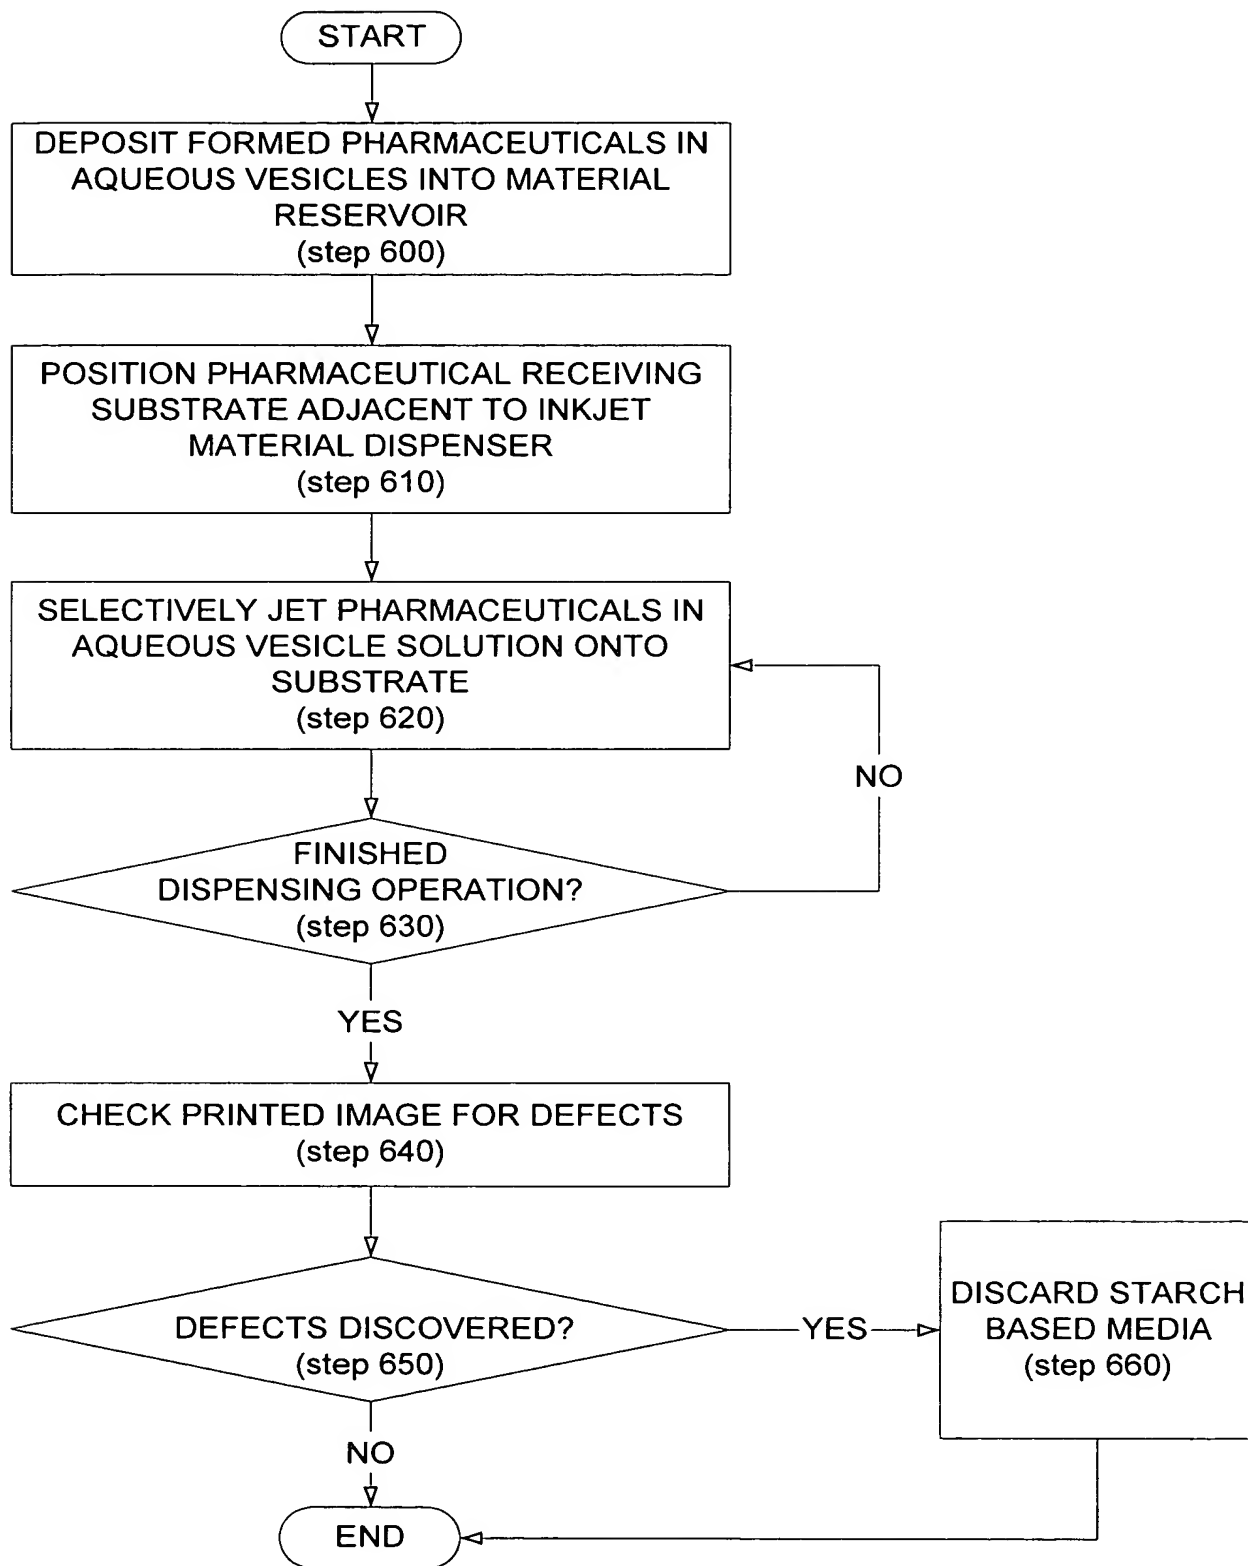 START
DEPOSIT FORMED PHARMACEUTICALS IN
AQUEOUS VESICLES INTO MATERIAL
RESERVOIR
(step 600)
POSITION PHARMACEUTICAL RECEIVING
SUBSTRATE ADJACENT TO INKJET
MATERIAL DISPENSER
(step 610)
SELECTIVELY JET PHARMACEUTICALS IN
AQUEOUS VESICLE SOLUTION ONTO
SUBSTRATE
(step 620)
NO
FINISHED
DISPENSING OPERATION?
(step 630)
YES
CHECK PRINTED IMAGE FOR DEFECTS
(step 640)
DEFECTS DISCOVERED?
(step 650)
YES
DISCARD STARCH
BASED MEDIA
(step 660)
NO
END